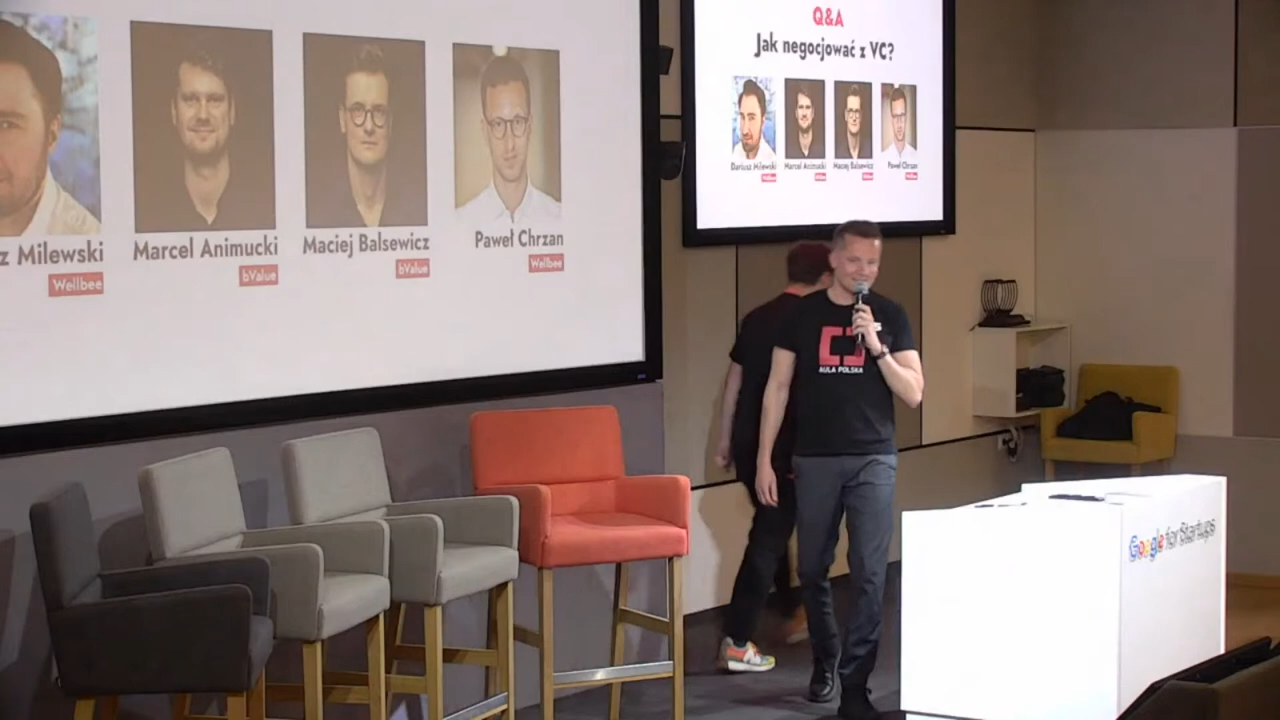 z Milewski
Wellbee
Marcel Animucki
bValue
Maciej Balsewicz
bValue
Paweł Chrzan
Wellbee
Q&A
Jak negocjować z VC?
Dariusz Milewski
Marcel Animucki
Maciej Balsewicz
Paweł Chrzan
AULA POLSKA
Google for Startups